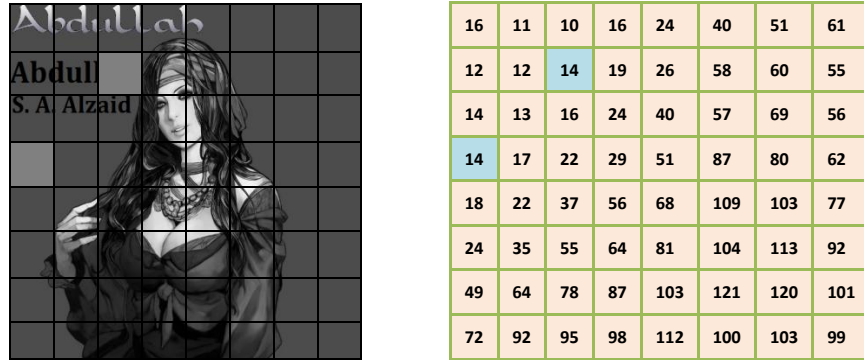 Abdullah
Abdull
S. A. Alzaid
16 11 10 16 24 40 51 61
12 12 14 19 26 58 60 55
14 13 16 24 40 57 69 56
14 17 22 29 51 87 80 62
18 22 37 56 68 109 103 77
24 35 55 64 81 104 113 92
49 64 78 87 103 121 120 101
72 92 95 98 112 100 103 99